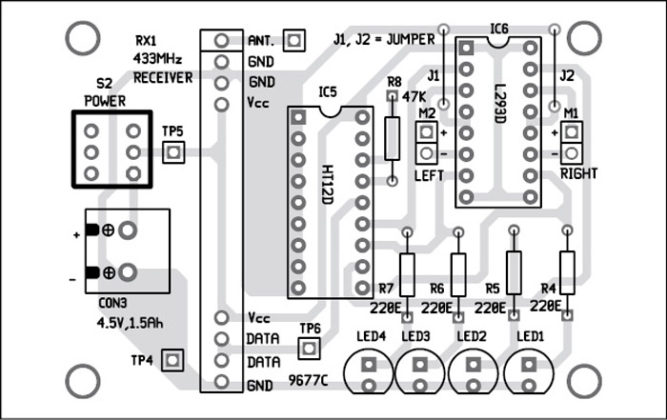 RX1
433MHz
RECEIVER
ANT.
GND
GND
Vcc
J1, J2 = JUMPER
IC6
L293D
J1
J2
S2
POWER
TP5
IC5
HT12D
R8
47K
M2
+
-
LEFT
M1
+
-
RIGHT
+
-
CON3
4.5V,1.5Ah
TP4
Vcc
DATA
DATA
GND
TP6
9677C
R7
220E
R6
220E
R5
220E
R4
220E
LED4
LED3
LED2
LED1